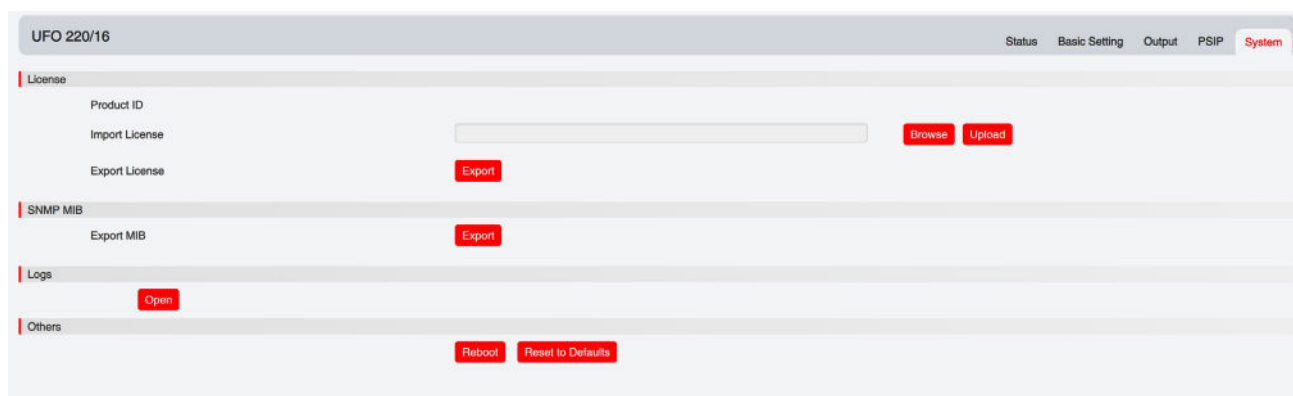 UFO 220/16
Status Basic Setting Output PSIP System
License
Product ID
Import License Browse Upload
Export License Export
SNMP MIB
Export MIB Export
Logs
Open
Others
Reboot Reset to Defaults